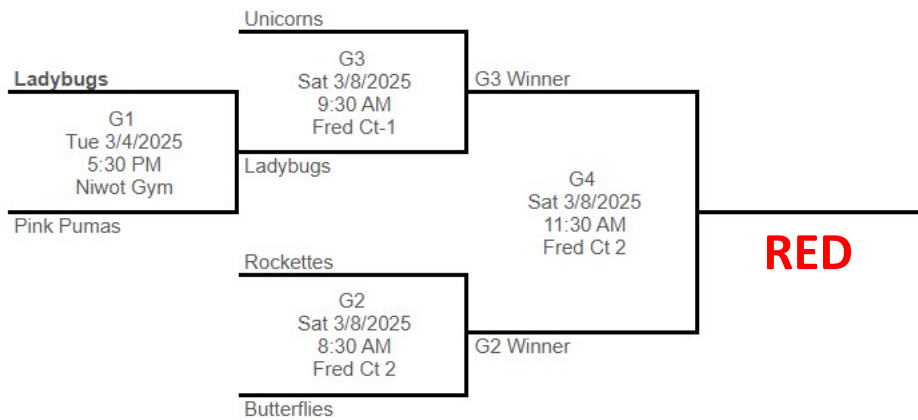 Unicorns
G3
Sat 3/8/2025
9:30 AM
Fred Ct-1
Ladybugs
G3 Winner
G1
Tue 3/4/2025
5:30 PM
Niwot Gym
Ladybugs
Pink Pumas
G4
Sat 3/8/2025
11:30 AM
Fred Ct 2
RED
Rockettes
G2
Sat 3/8/2025
8:30 AM
Fred Ct 2
G2 Winner
Butterflies